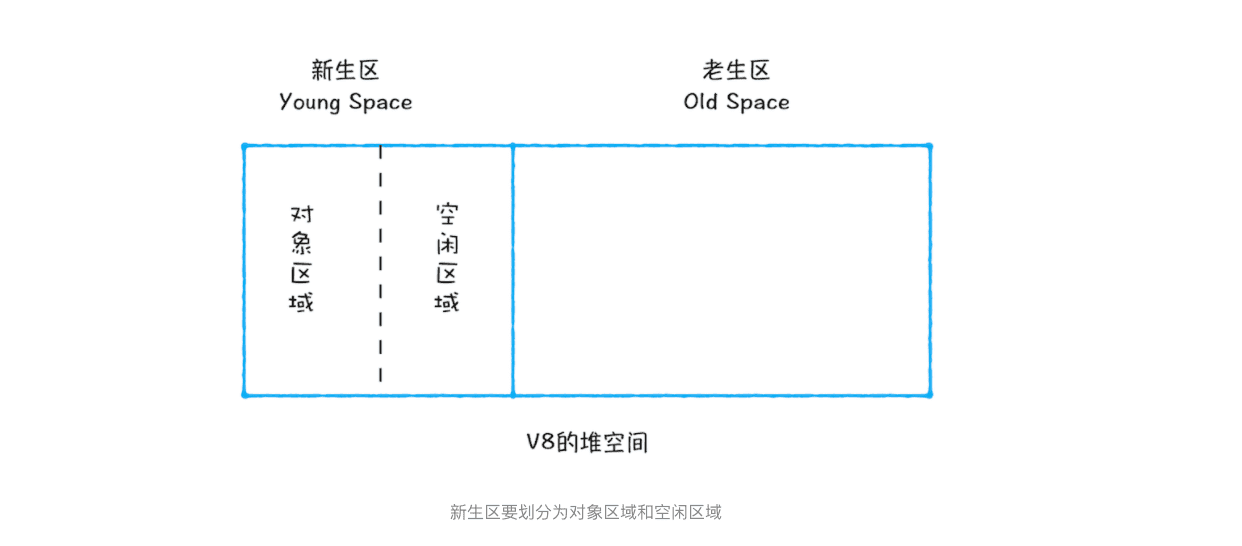 新生区
Young Space
老生区
Old Space
对象区域
空闲区域
V8的堆空间
新生区要划分为对象区域和空闲区域